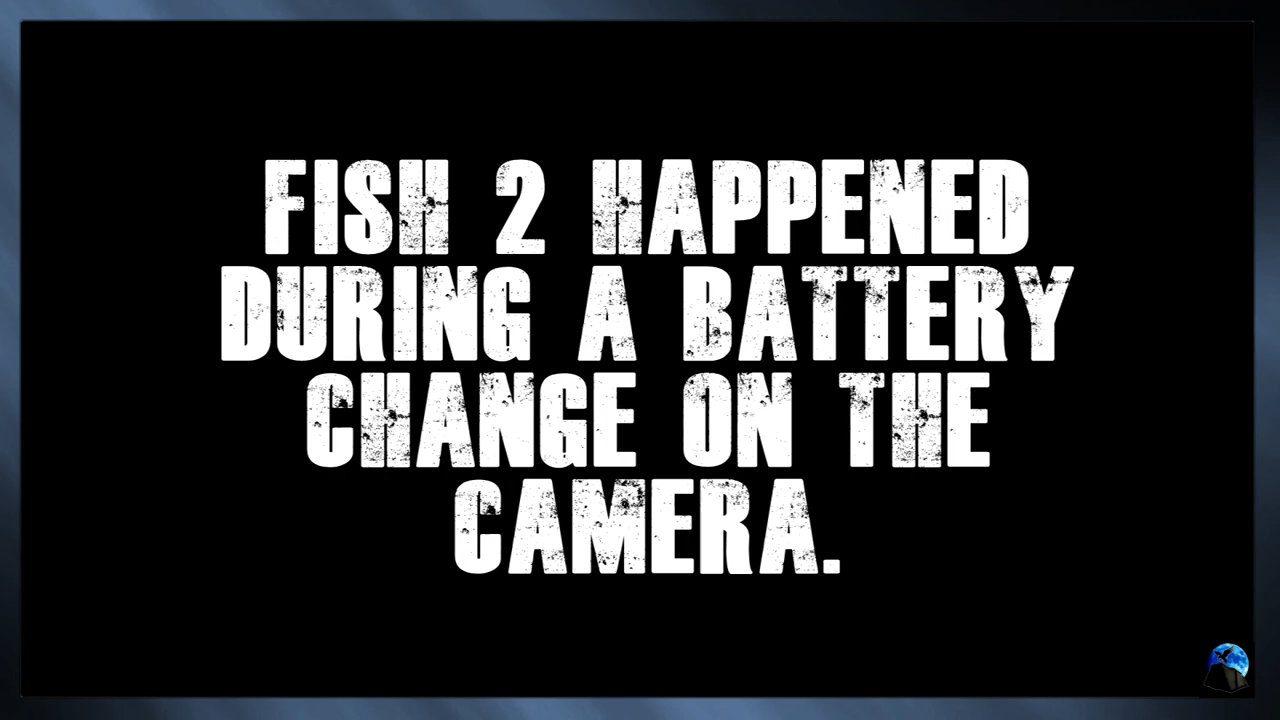 FISH 2 HAPPENED
DURING A BATTERY
CHANGE ON THE
CAMERA.